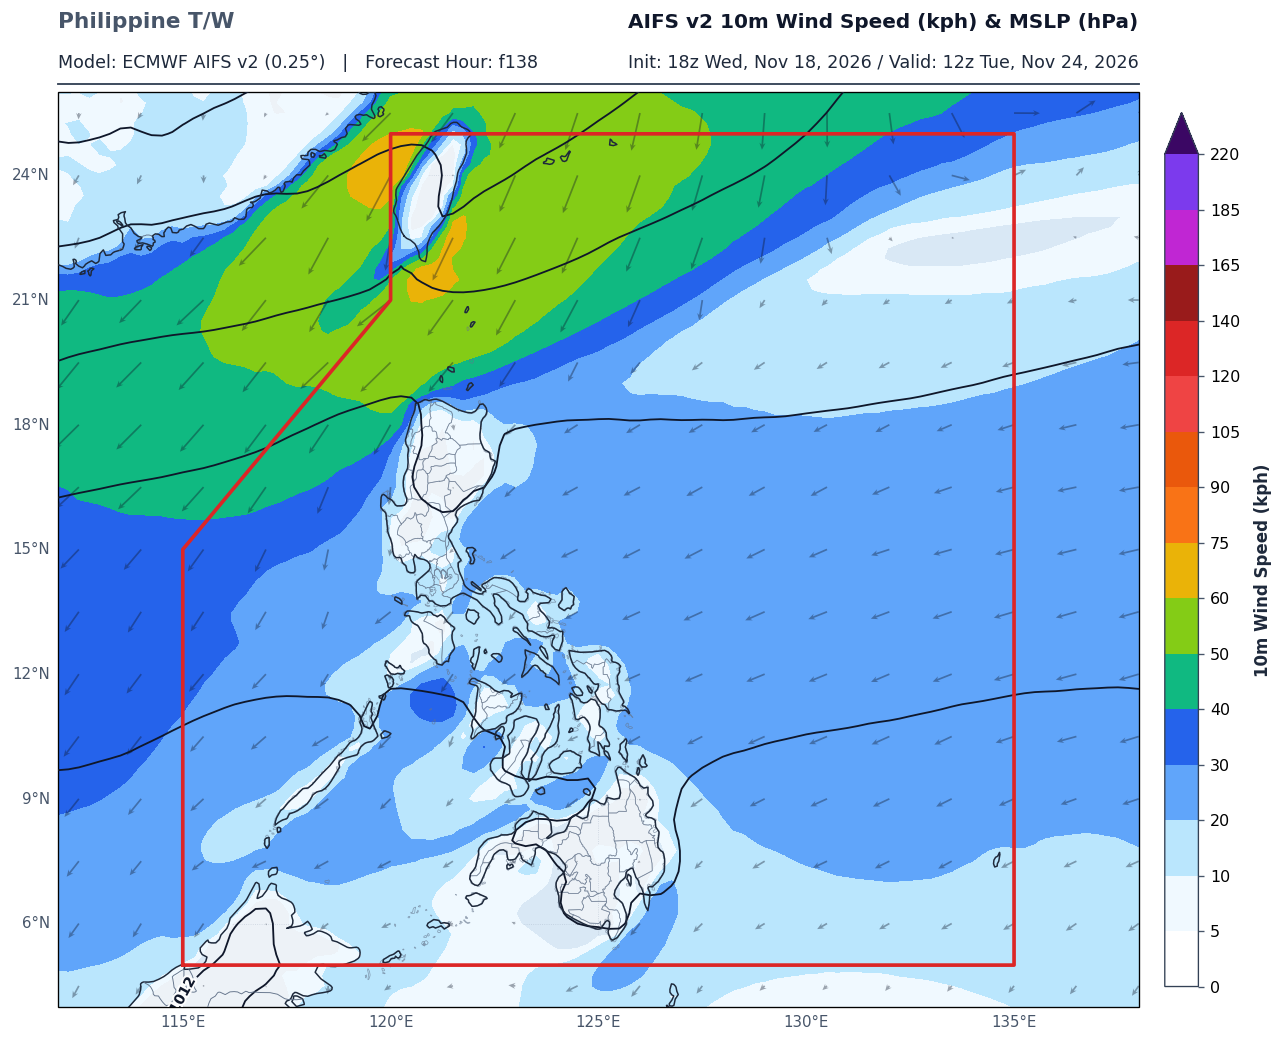 Philippine T/W
AIFS v2 10m Wind Speed (kph) & MSLP (hPa)
Model: ECMWF AIFS v2 (0.25°)   |   Forecast Hour: f138
Init: 18z Wed, Nov 18, 2026 / Valid: 12z Tue, Nov 24, 2026
24°N
21°N
18°N
15°N
12°N
9°N
6°N
115°E
120°E
125°E
130°E
135°E
1012
220
185
165
140
120
105
90
75
60
50
40
30
20
10
5
0
10m Wind Speed (kph)